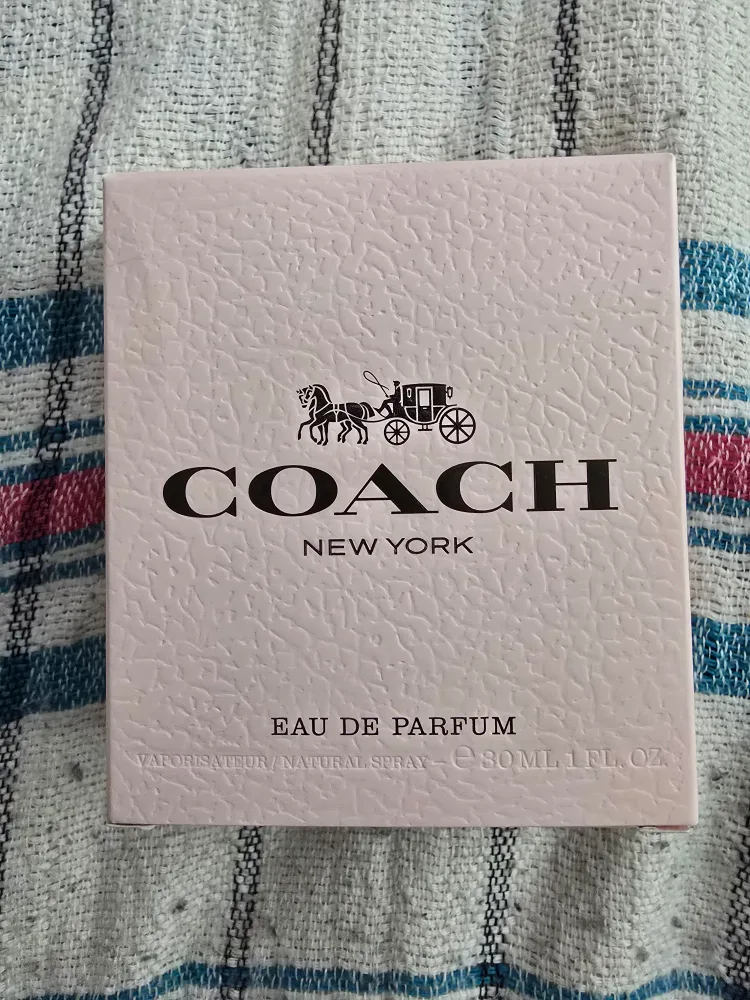 COACH
NEW YORK
EAU DE PARFUM
VAPORISATEUR / NATURAL SPRAY – ℮ 30 ML 1 FL. OZ.